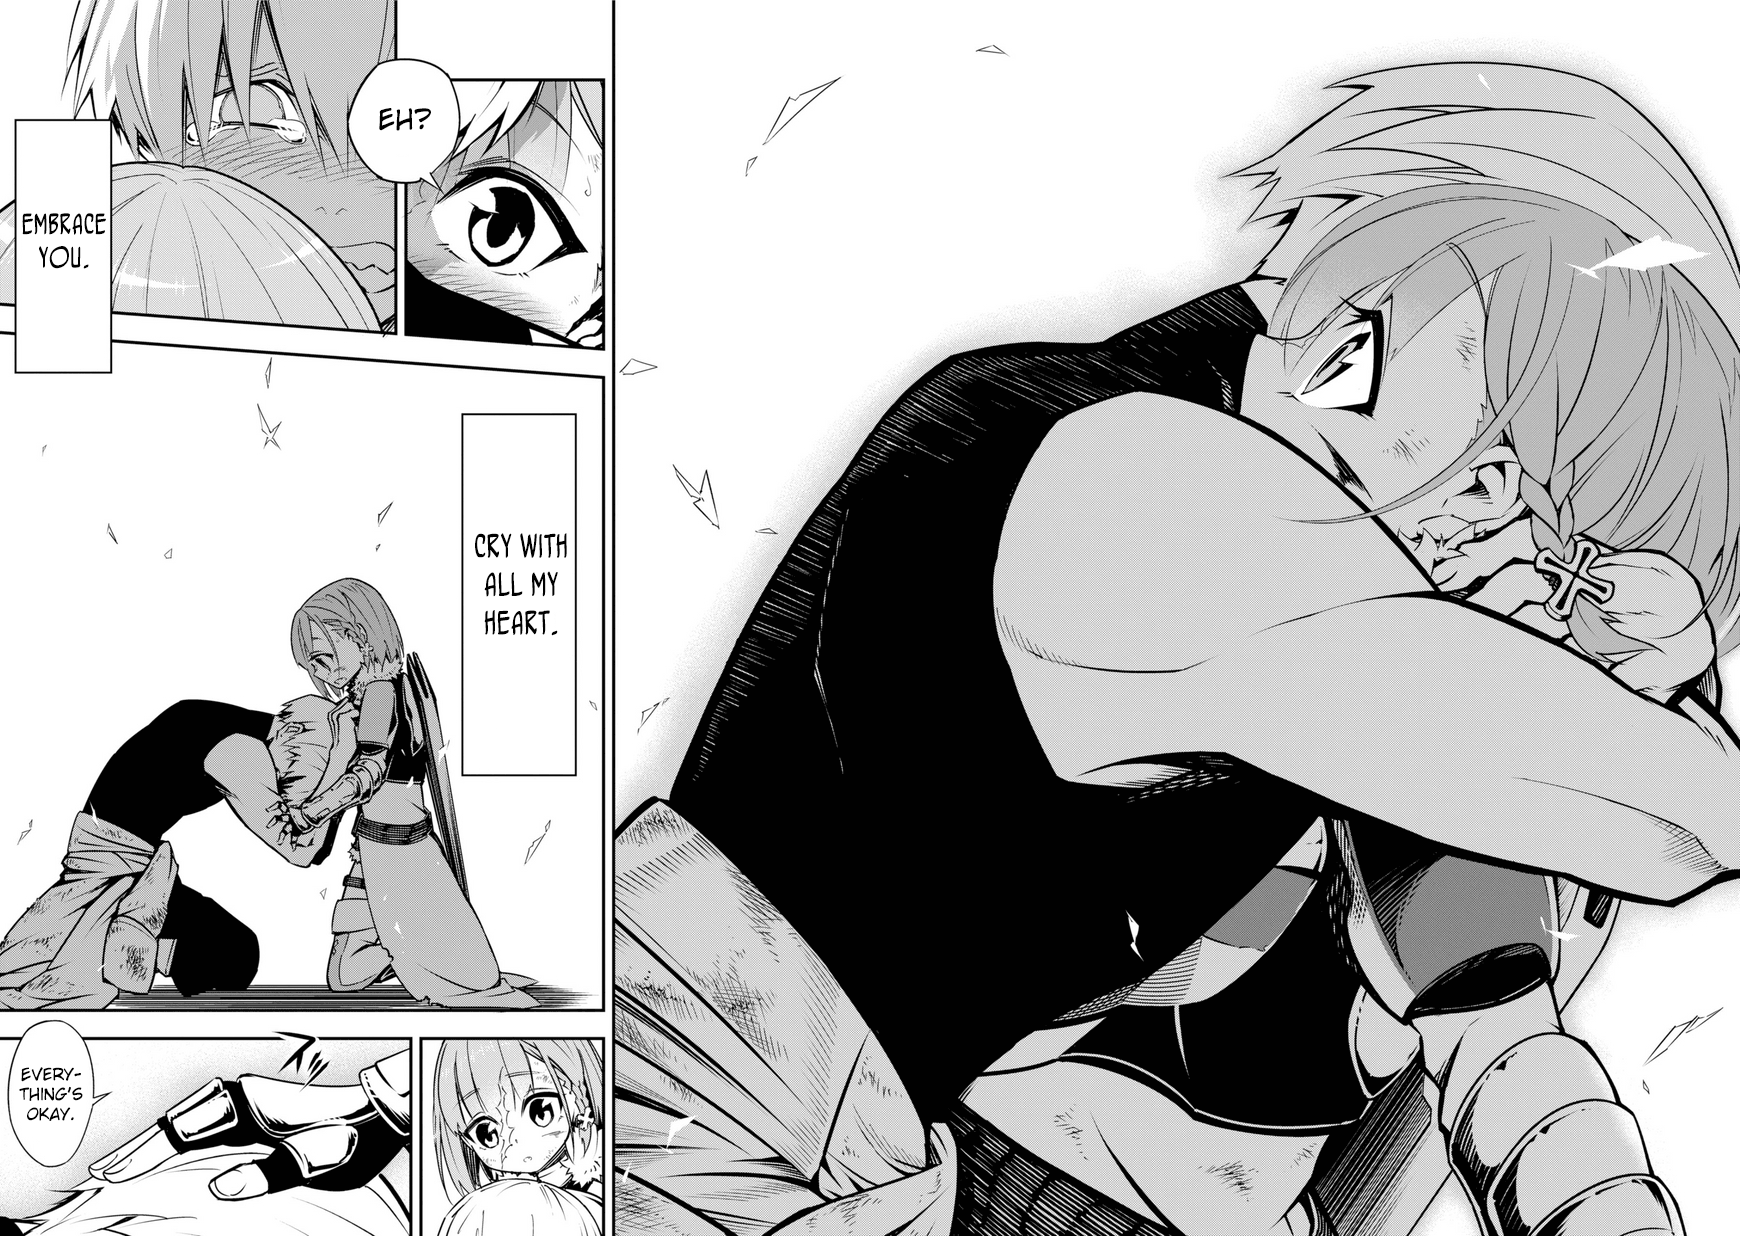 EH?
EMBRACE
YOU.
CRY WITH
ALL MY
HEART.
EVERY-
THING'S
OKAY.